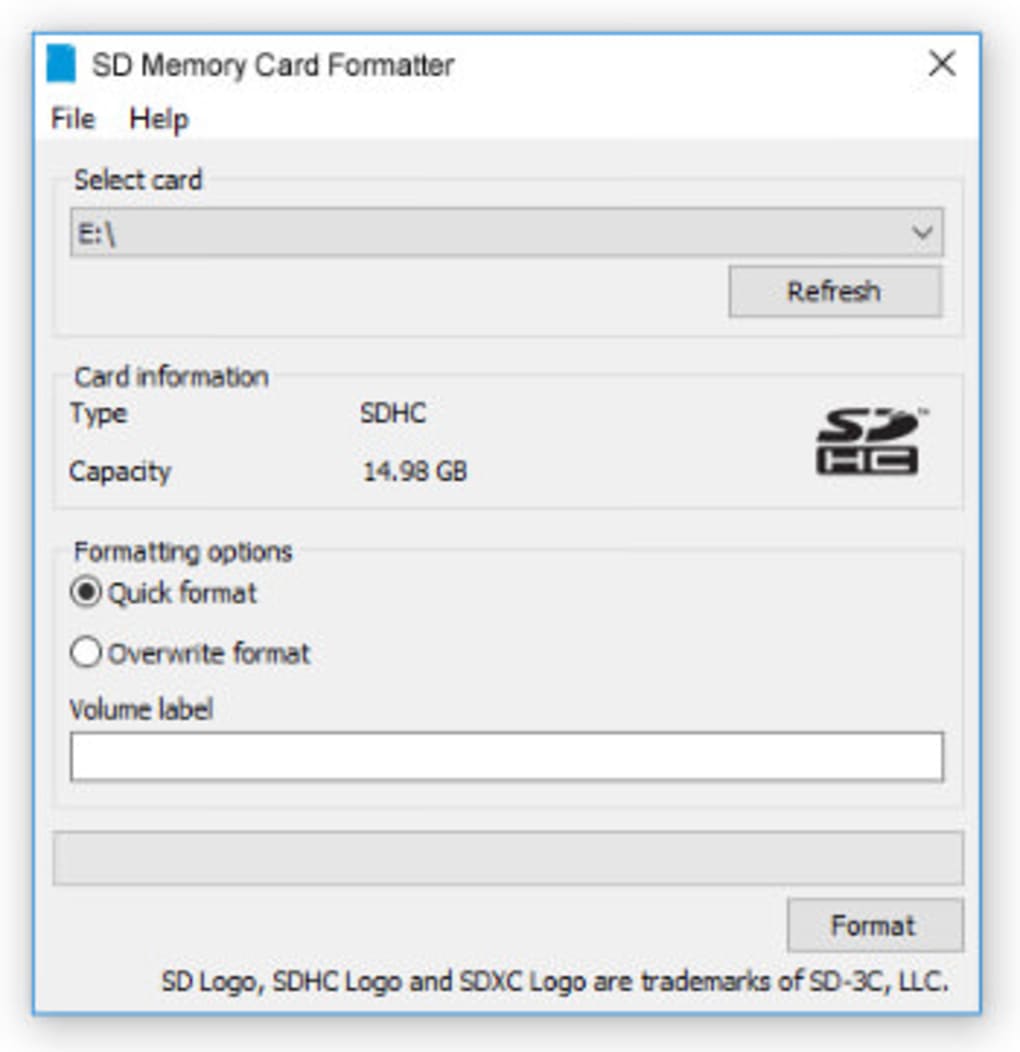 SD Memory Card Formatter
File Help
Select card
E:\
Refresh
Card information
Type SDHC
Capacity 14.98 GB
SD™
HC
Formatting options
Quick format
Overwrite format
Volume label
Format
SD Logo, SDHC Logo and SDXC Logo are trademarks of SD-3C, LLC.